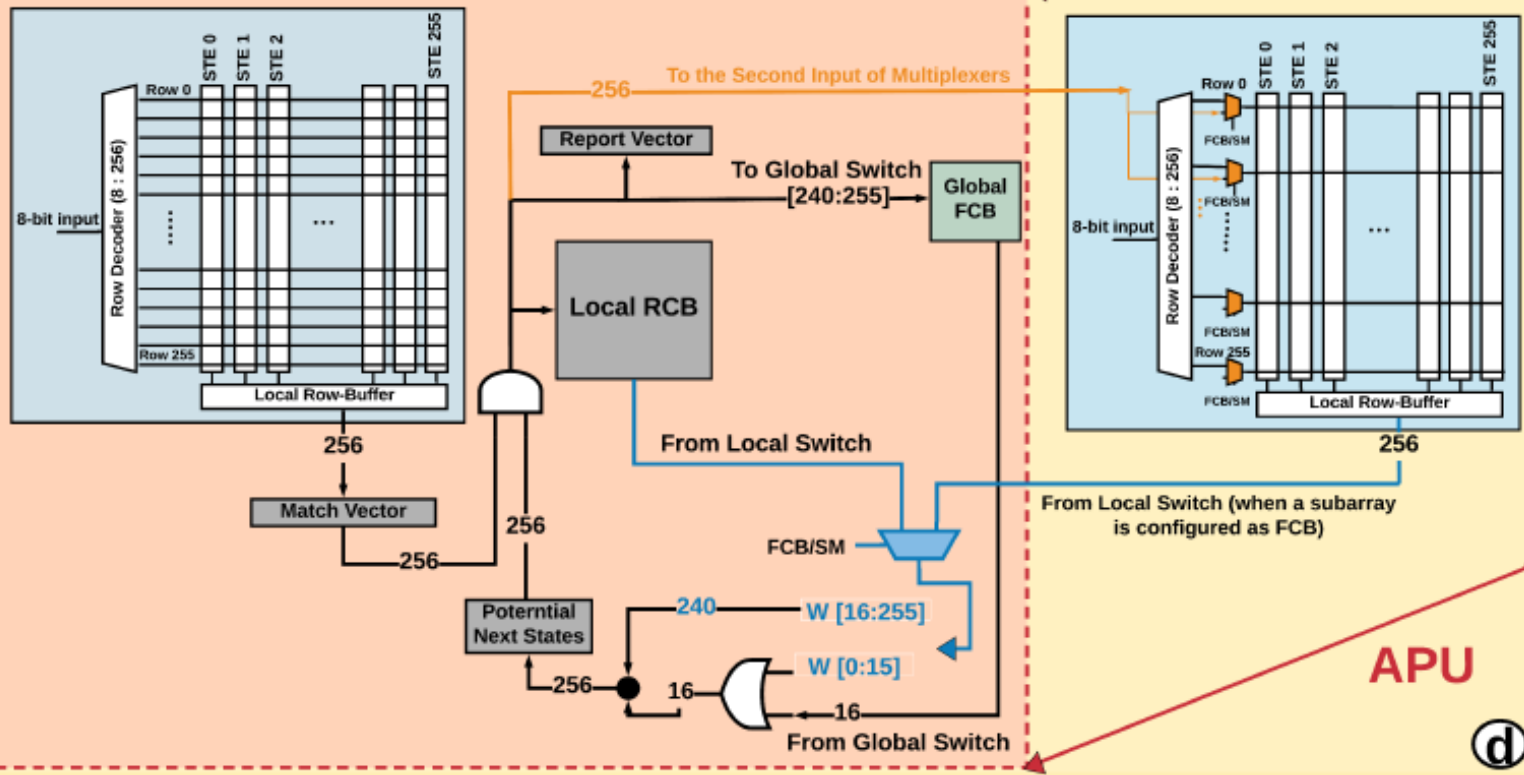 STE 0
STE 1
STE 2
STE 255
Row 0
8-bit input
Row Decoder (8 : 256)
...
Row 255
Local Row-Buffer
256
Match Vector
256
256
Poterntial
Next States
256
256
To the Second Input of Multiplexers
Report Vector
To Global Switch
[240:255]
Global
FCB
Local RCB
From Local Switch
FCB/SM
240
W [16:255]
W [0:15]
16
16
From Global Switch
STE 0
STE 1
STE 2
STE 255
Row 0
FCB/SM
FCB/SM
8-bit input
Row Decoder (8 : 256)
...
FCB/SM
Row 255
FCB/SM
Local Row-Buffer
256
From Local Switch (when a subarray
is configured as FCB)
APU
d